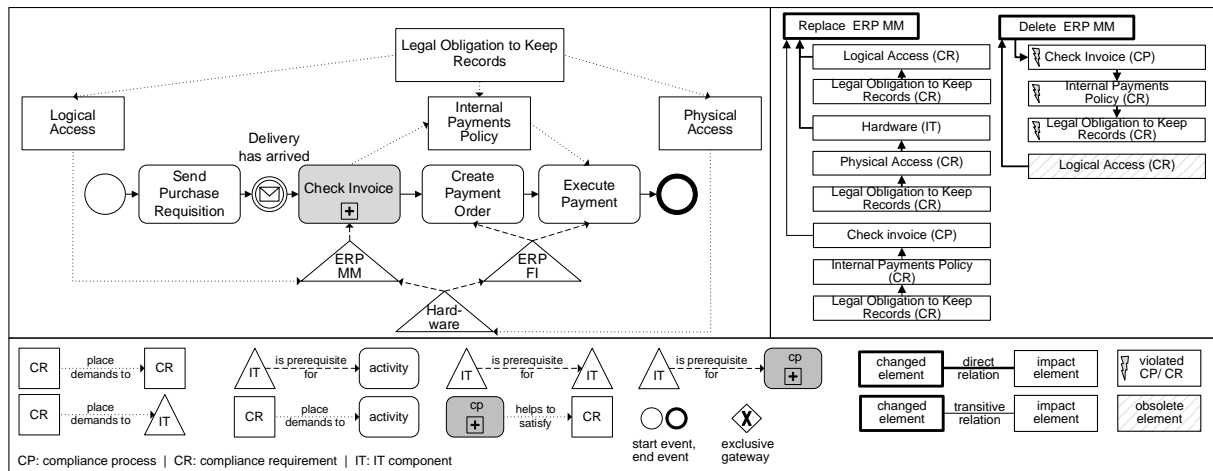 Legal Obligation to Keep
Records
Logical
Access
Internal
Payments
Policy
Physical
Access
Delivery
has arrived
Send
Purchase
Requisition
Check Invoice
Create
Payment
Order
Execute
Payment
ERP
MM
ERP
FI
Hard-
ware
Replace ERP MM
Logical Access (CR)
Legal Obligation to Keep
Records (CR)
Hardware (IT)
Physical Access (CR)
Legal Obligation to Keep
Records (CR)
Check invoice (CP)
Internal Payments Policy
(CR)
Legal Obligation to Keep
Records (CR)
Delete ERP MM
Check Invoice (CP)
Internal Payments
Policy (CR)
Legal Obligation to Keep
Records (CR)
Logical Access (CR)
CR
place
demands to
CR
IT
is prerequisite
for
activity
IT
is prerequisite
for
IT
IT
is prerequisite
for
cp
changed
element
direct
relation
impact
element
violated
CP/ CR
CR
place
demands to
IT
CR
place
demands to
activity
cp
helps to
satisfy
CR
start event,
end event
X
exclusive
gateway
changed
element
transitive
relation
impact
element
obsolete
element
CP: compliance process | CR: compliance requirement | IT: IT component